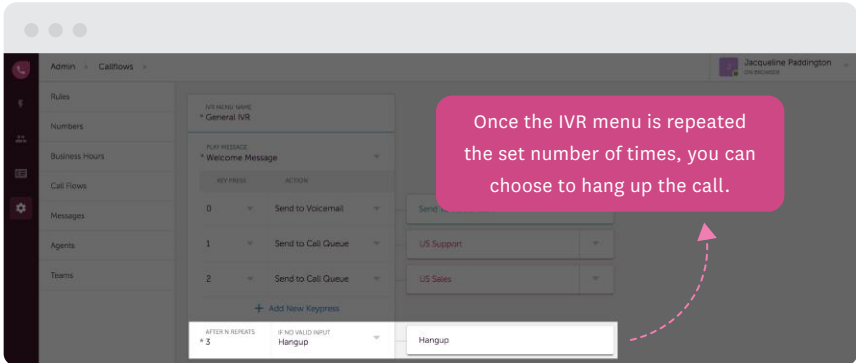 Admin
Callflows
Jacqueline Paddington
ON BROWSER
Rules
Numbers
Business Hours
Call Flows
Messages
Agents
Teams
IVR MENU NAME
* General IVR
PLAY MESSAGE
* Welcome Message
KEY PRESS ACTION
0 Send to Voicemail Send
1 Send to Call Queue US Support
2 Send to Call Queue US Sales
+ Add New Keypress
AFTER N REPEATS IF NO VALID INPUT
* 3 Hangup Hangup
Once the IVR menu is repeated
the set number of times, you can
choose to hang up the call.